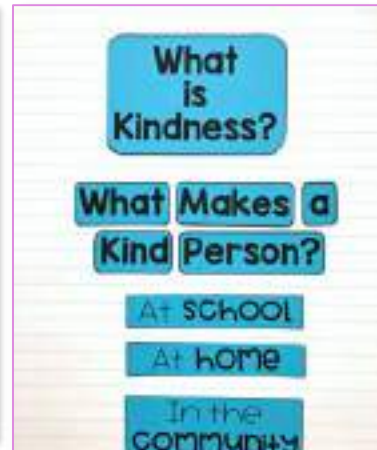 What
is
Kindness?
What Makes a
Kind Person?
At school
At home
In the
community